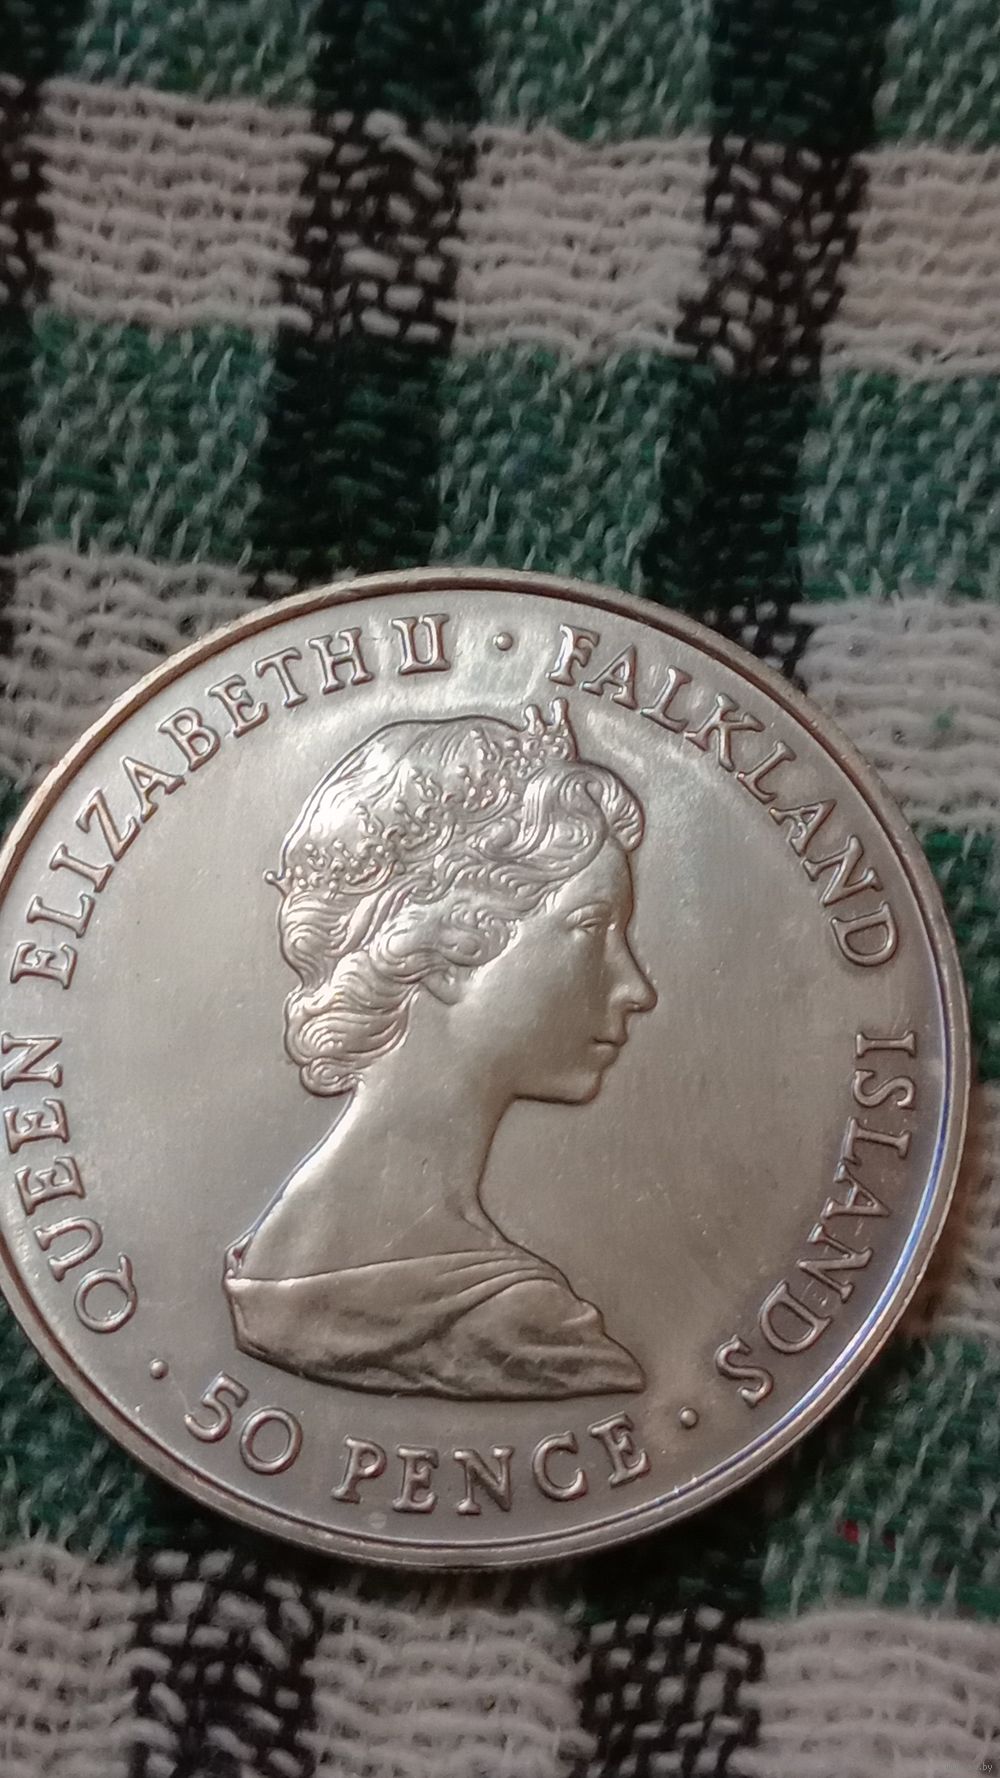 QUEEN ELIZABETH II · FALKLAND ISLANDS ·
50 PENCE ·